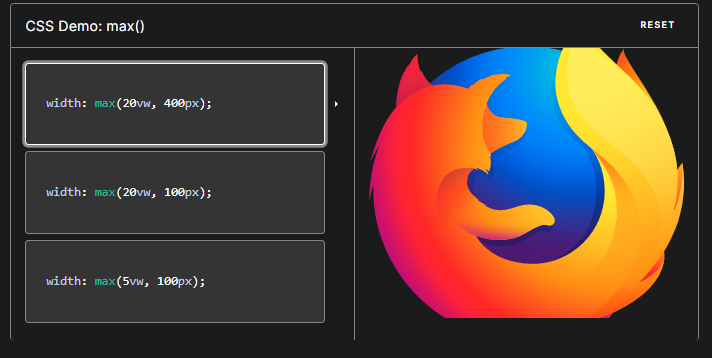 CSS Demo: max()
RESET
width: max(20vw, 400px);
width: max(20vw, 100px);
width: max(5vw, 100px);